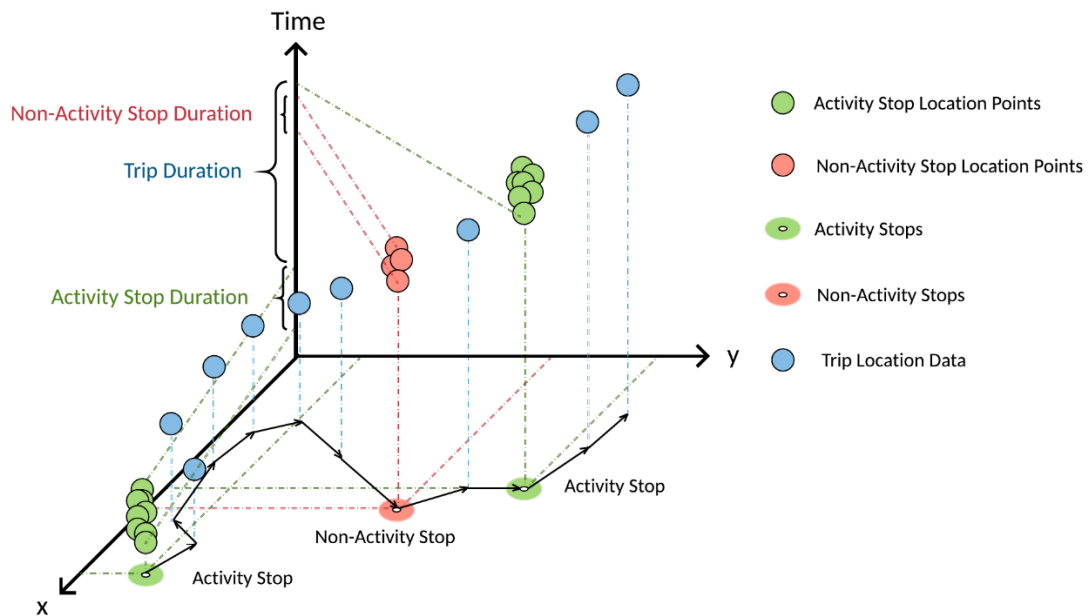 Time
Non-Activity Stop Duration
Trip Duration
Activity Stop Duration
y
x
Activity Stop
Non-Activity Stop
Activity Stop
Activity Stop Location Points
Non-Activity Stop Location Points
Activity Stops
Non-Activity Stops
Trip Location Data